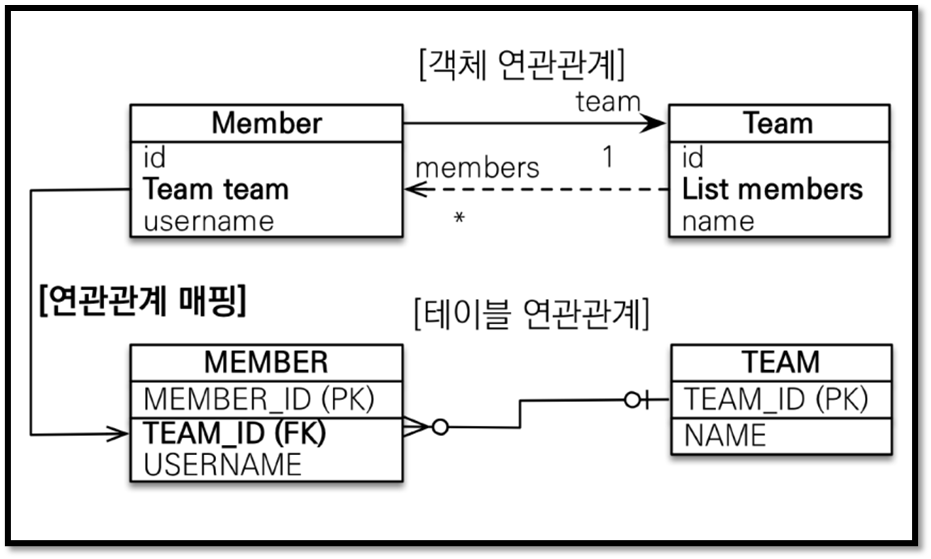 [객체 연관관계]
team
Member
Team
id
Team team
username
members
1
*
id
List members
name
[연관관계 매핑]
[테이블 연관관계]
MEMBER
MEMBER_ID (PK)
TEAM_ID (FK)
USERNAME
TEAM
TEAM_ID (PK)
NAME